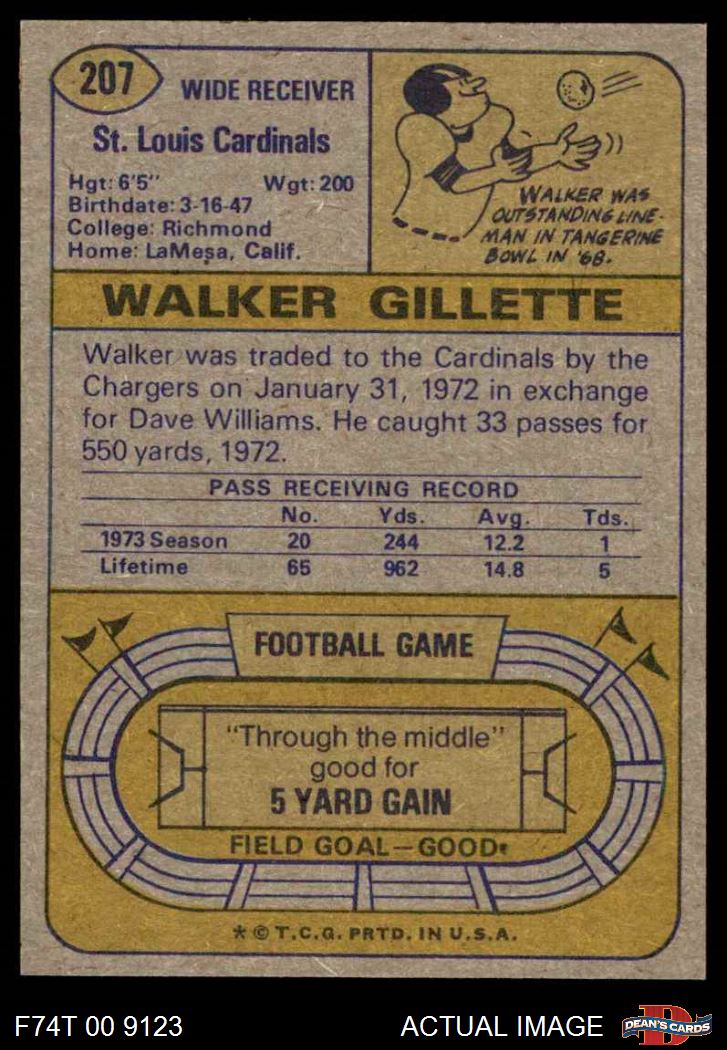 207
WIDE RECEIVER
St. Louis Cardinals
Hgt: 6'5" Wgt: 200
Birthdate: 3-16-47
College: Richmond
Home: LaMesa, Calif.
WALKER WAS
OUTSTANDING LINE-
MAN IN TANGERINE
BOWL IN '68.
WALKER GILLETTE
Walker was traded to the Cardinals by the
Chargers on January 31, 1972 in exchange
for Dave Williams. He caught 33 passes for
550 yards, 1972.
PASS RECEIVING RECORD
No. Yds. Avg. Tds.
1973 Season 20 244 12.2 1
Lifetime 65 962 14.8 5
FOOTBALL GAME
"Through the middle"
good for
5 YARD GAIN
FIELD GOAL—GOOD.
* © T.C.G. PRTD. IN U.S.A.
F74T 00 9123 ACTUAL IMAGE
D
DEAN'S CARDS